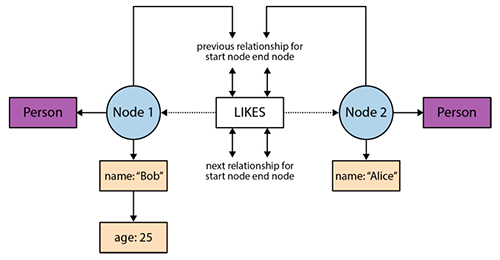 previous relationship for
start node end node
Person
Node 1
LIKES
Node 2
Person
name: “Bob”
next relationship for
start node end node
name: “Alice”
age: 25